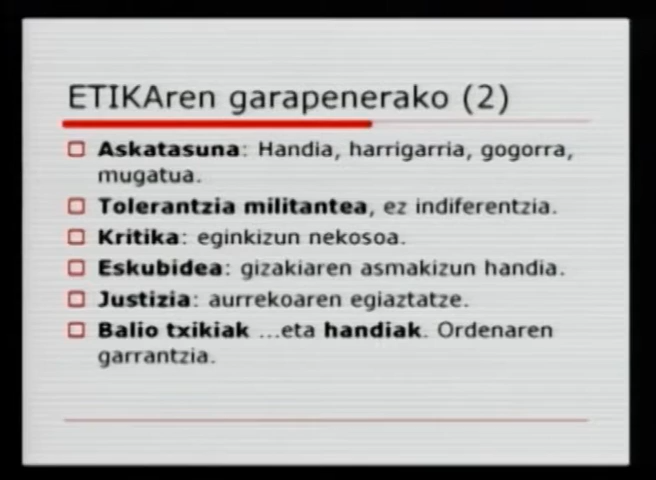 ETIKAren garapenerako (2)
Askatasuna: Handia, harrigarria, gogorra,
mugatua.
Tolerantzia militantea, ez indiferentzia.
Kritika: eginkizun nekosoa.
Eskubidea: gizakiaren asmakizun handia.
Justizia: aurrekoaren egiaztatze.
Balio txikiak ...eta handiak. Ordenaren
garrantzia.